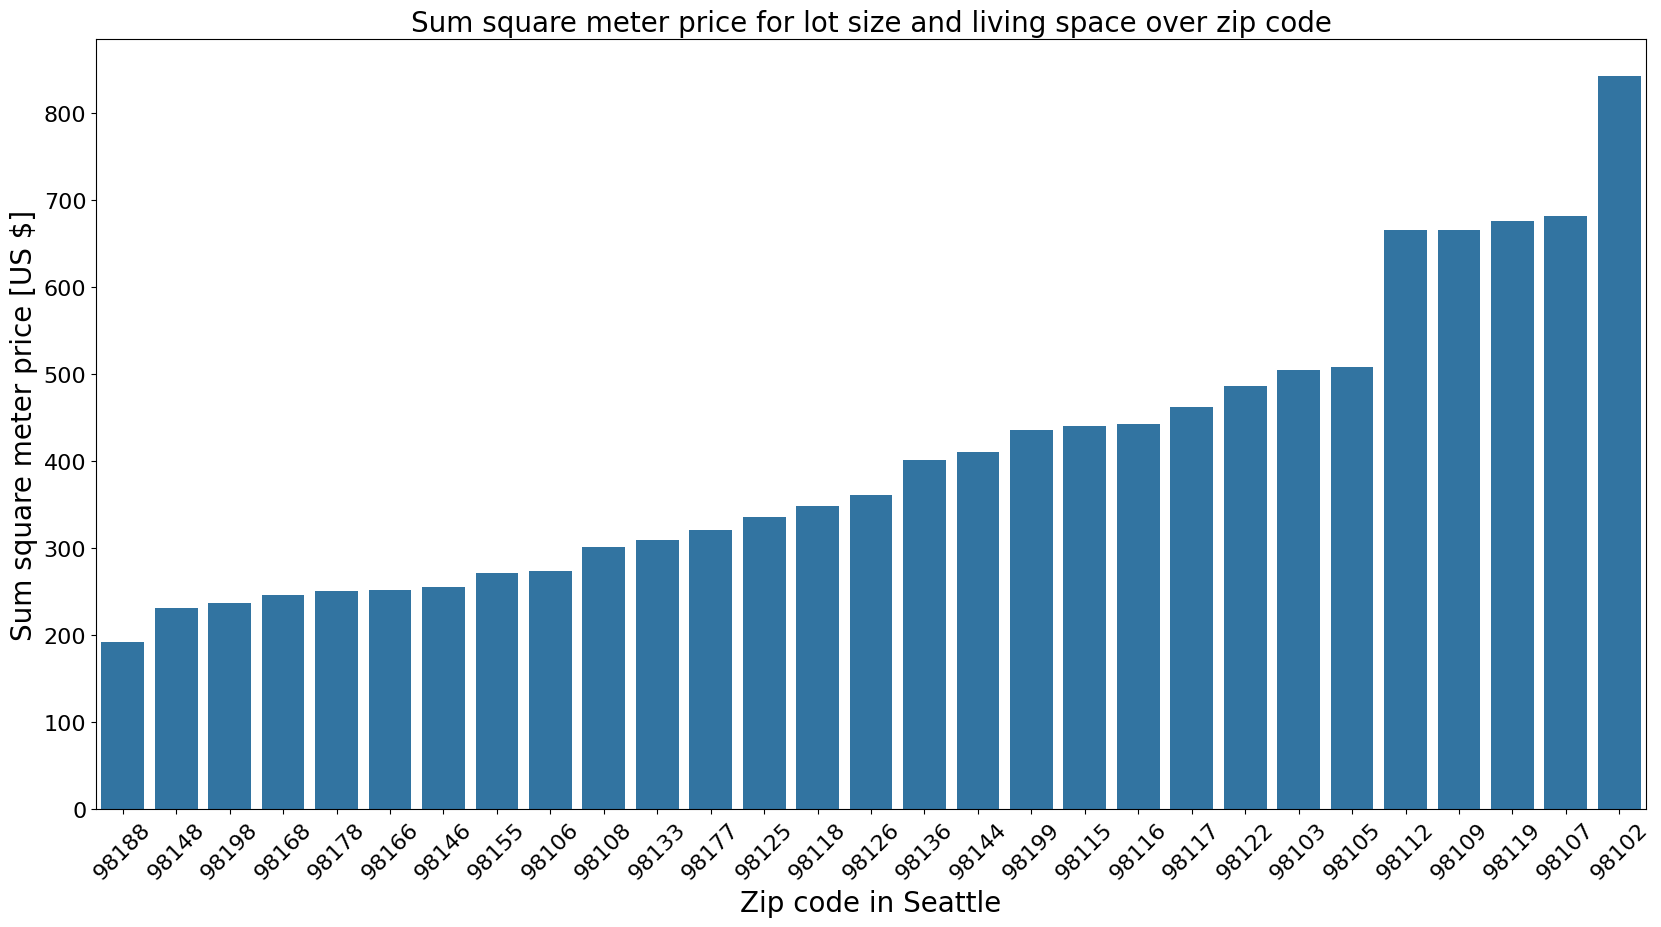 Sum square meter price for lot size and living space over zip code
Sum square meter price [US $]
800
700
600
500
400
300
200
100
0
98188 98148 98198 98168 98178 98166 98146 98155 98106 98108 98133 98177 98125 98118 98126 98136 98144 98199 98115 98116 98117 98122 98103 98105 98112 98109 98119 98107 98102
Zip code in Seattle